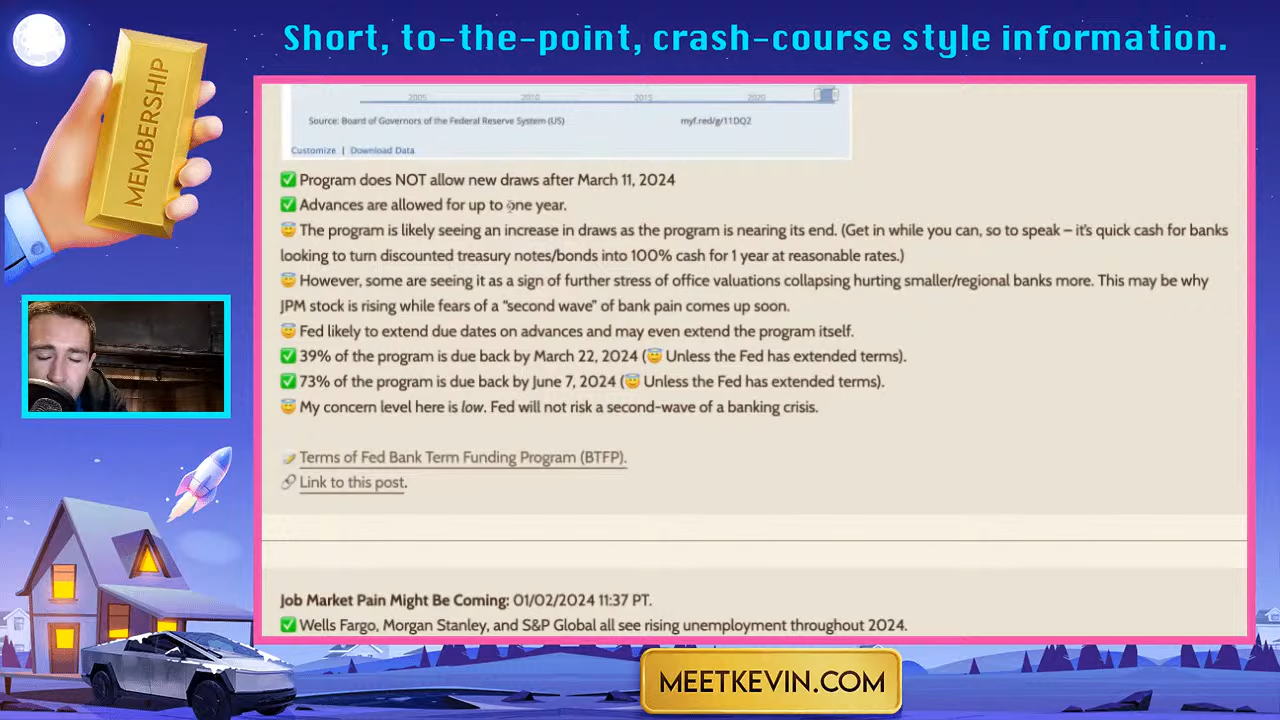 Short, to-the-point, crash-course style information.
MEMBERSHIP
2005 2010 2015 2020
Source: Board of Governors of the Federal Reserve System (US) myf.red/g/11DQ2
Customize | Download Data
✅ Program does NOT allow new draws after March 11, 2024
✅ Advances are allowed for up to one year.
😇 The program is likely seeing an increase in draws as the program is nearing its end. (Get in while you can, so to speak – it's quick cash for banks
looking to turn discounted treasury notes/bonds into 100% cash for 1 year at reasonable rates.)
😇 However, some are seeing it as a sign of further stress of office valuations collapsing hurting smaller/regional banks more. This may be why
JPM stock is rising while fears of a “second wave” of bank pain comes up soon.
😇 Fed likely to extend due dates on advances and may even extend the program itself.
✅ 39% of the program is due back by March 22, 2024 (😇 Unless the Fed has extended terms).
✅ 73% of the program is due back by June 7, 2024 (😇 Unless the Fed has extended terms).
😇 My concern level here is low. Fed will not risk a second-wave of a banking crisis.
Terms of Fed Bank Term Funding Program (BTFP).
🔗 Link to this post.
Job Market Pain Might Be Coming: 01/02/2024 11:37 PT.
✅ Wells Fargo, Morgan Stanley, and S&P Global all see rising unemployment throughout 2024.
MEETKEVIN.COM